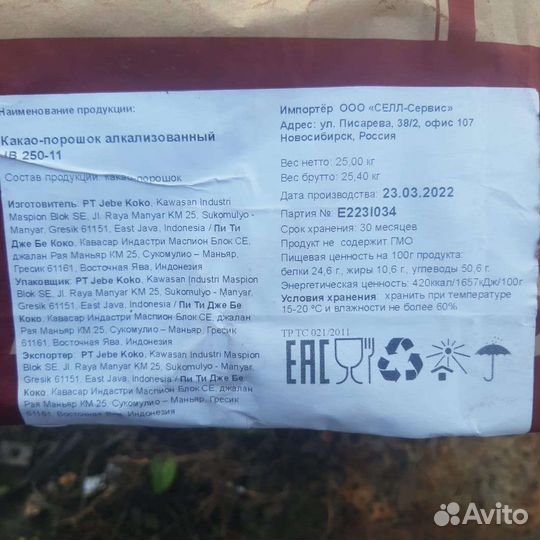 Наименование продукции:
Какао-порошок алкализованный
JB 250-11
Состав продукции: какао-порошок
Изготовитель: PT Jebe Koko, Kawasan Industri
Maspion Blok SE, Jl. Raya Manyar KM 25, Sukomulyo -
Manyar, Gresik 61151, East Java, Indonesia / Пи Ти
Дже Бе Коко, Кавасар Индастри Маспион Блок СЕ,
джалан Рая Маньяр КМ 25, Сукомулио – Маньяр,
Гресик 61161, Восточная Ява, Индонезия
Упаковщик: PT Jebe Koko, Kawasan Industri Maspion
Blok SE, Jl. Raya Manyar KM 25, Sukomulyo - Manyar,
Gresik 61151, East Java, Indonesia / Пи Ти Дже Бе
Коко, Кавасар Индастри Маспион Блок СЕ, джалан
Рая Маньяр КМ 25, Сукомулио – Маньяр, Гресик
61161, Восточная Ява, Индонезия
Экспортер: PT Jebe Koko, Kawasan Industri Maspion
Blok SE, Jl. Raya Manyar KM 25, Sukomulyo - Manyar,
Gresik 61151, East Java, Indonesia / Пи Ти Дже Бе
Коко, Кавасар Индастри Маспион Блок СЕ, джалан
Рая Маньяр КМ 25, Сукомулио – Маньяр, Гресик
61161, Восточная Ява, Индонезия
Импортёр ООО «СЕЛЛ-Сервис»
Адрес: ул. Писарева, 38/2, офис 107
Новосибирск, Россия
Вес нетто: 25,00 кг
Вес брутто: 25,40 кг
Дата производства: 23.03.2022
Партия №: E223I034
Срок хранения: 30 месяцев
Продукт не содержит ГМО
Пищевая ценность на 100г продукта:
белки 24,6 г., жиры 10,6 г., углеводы 50,6 г.
Энергетическая ценность: 420ккал/1657кДж/100г
Условия хранения: хранить при температуре
15-20 ºС и влажности не более 60%
ТР ТС 021/2011
EAC
Avito